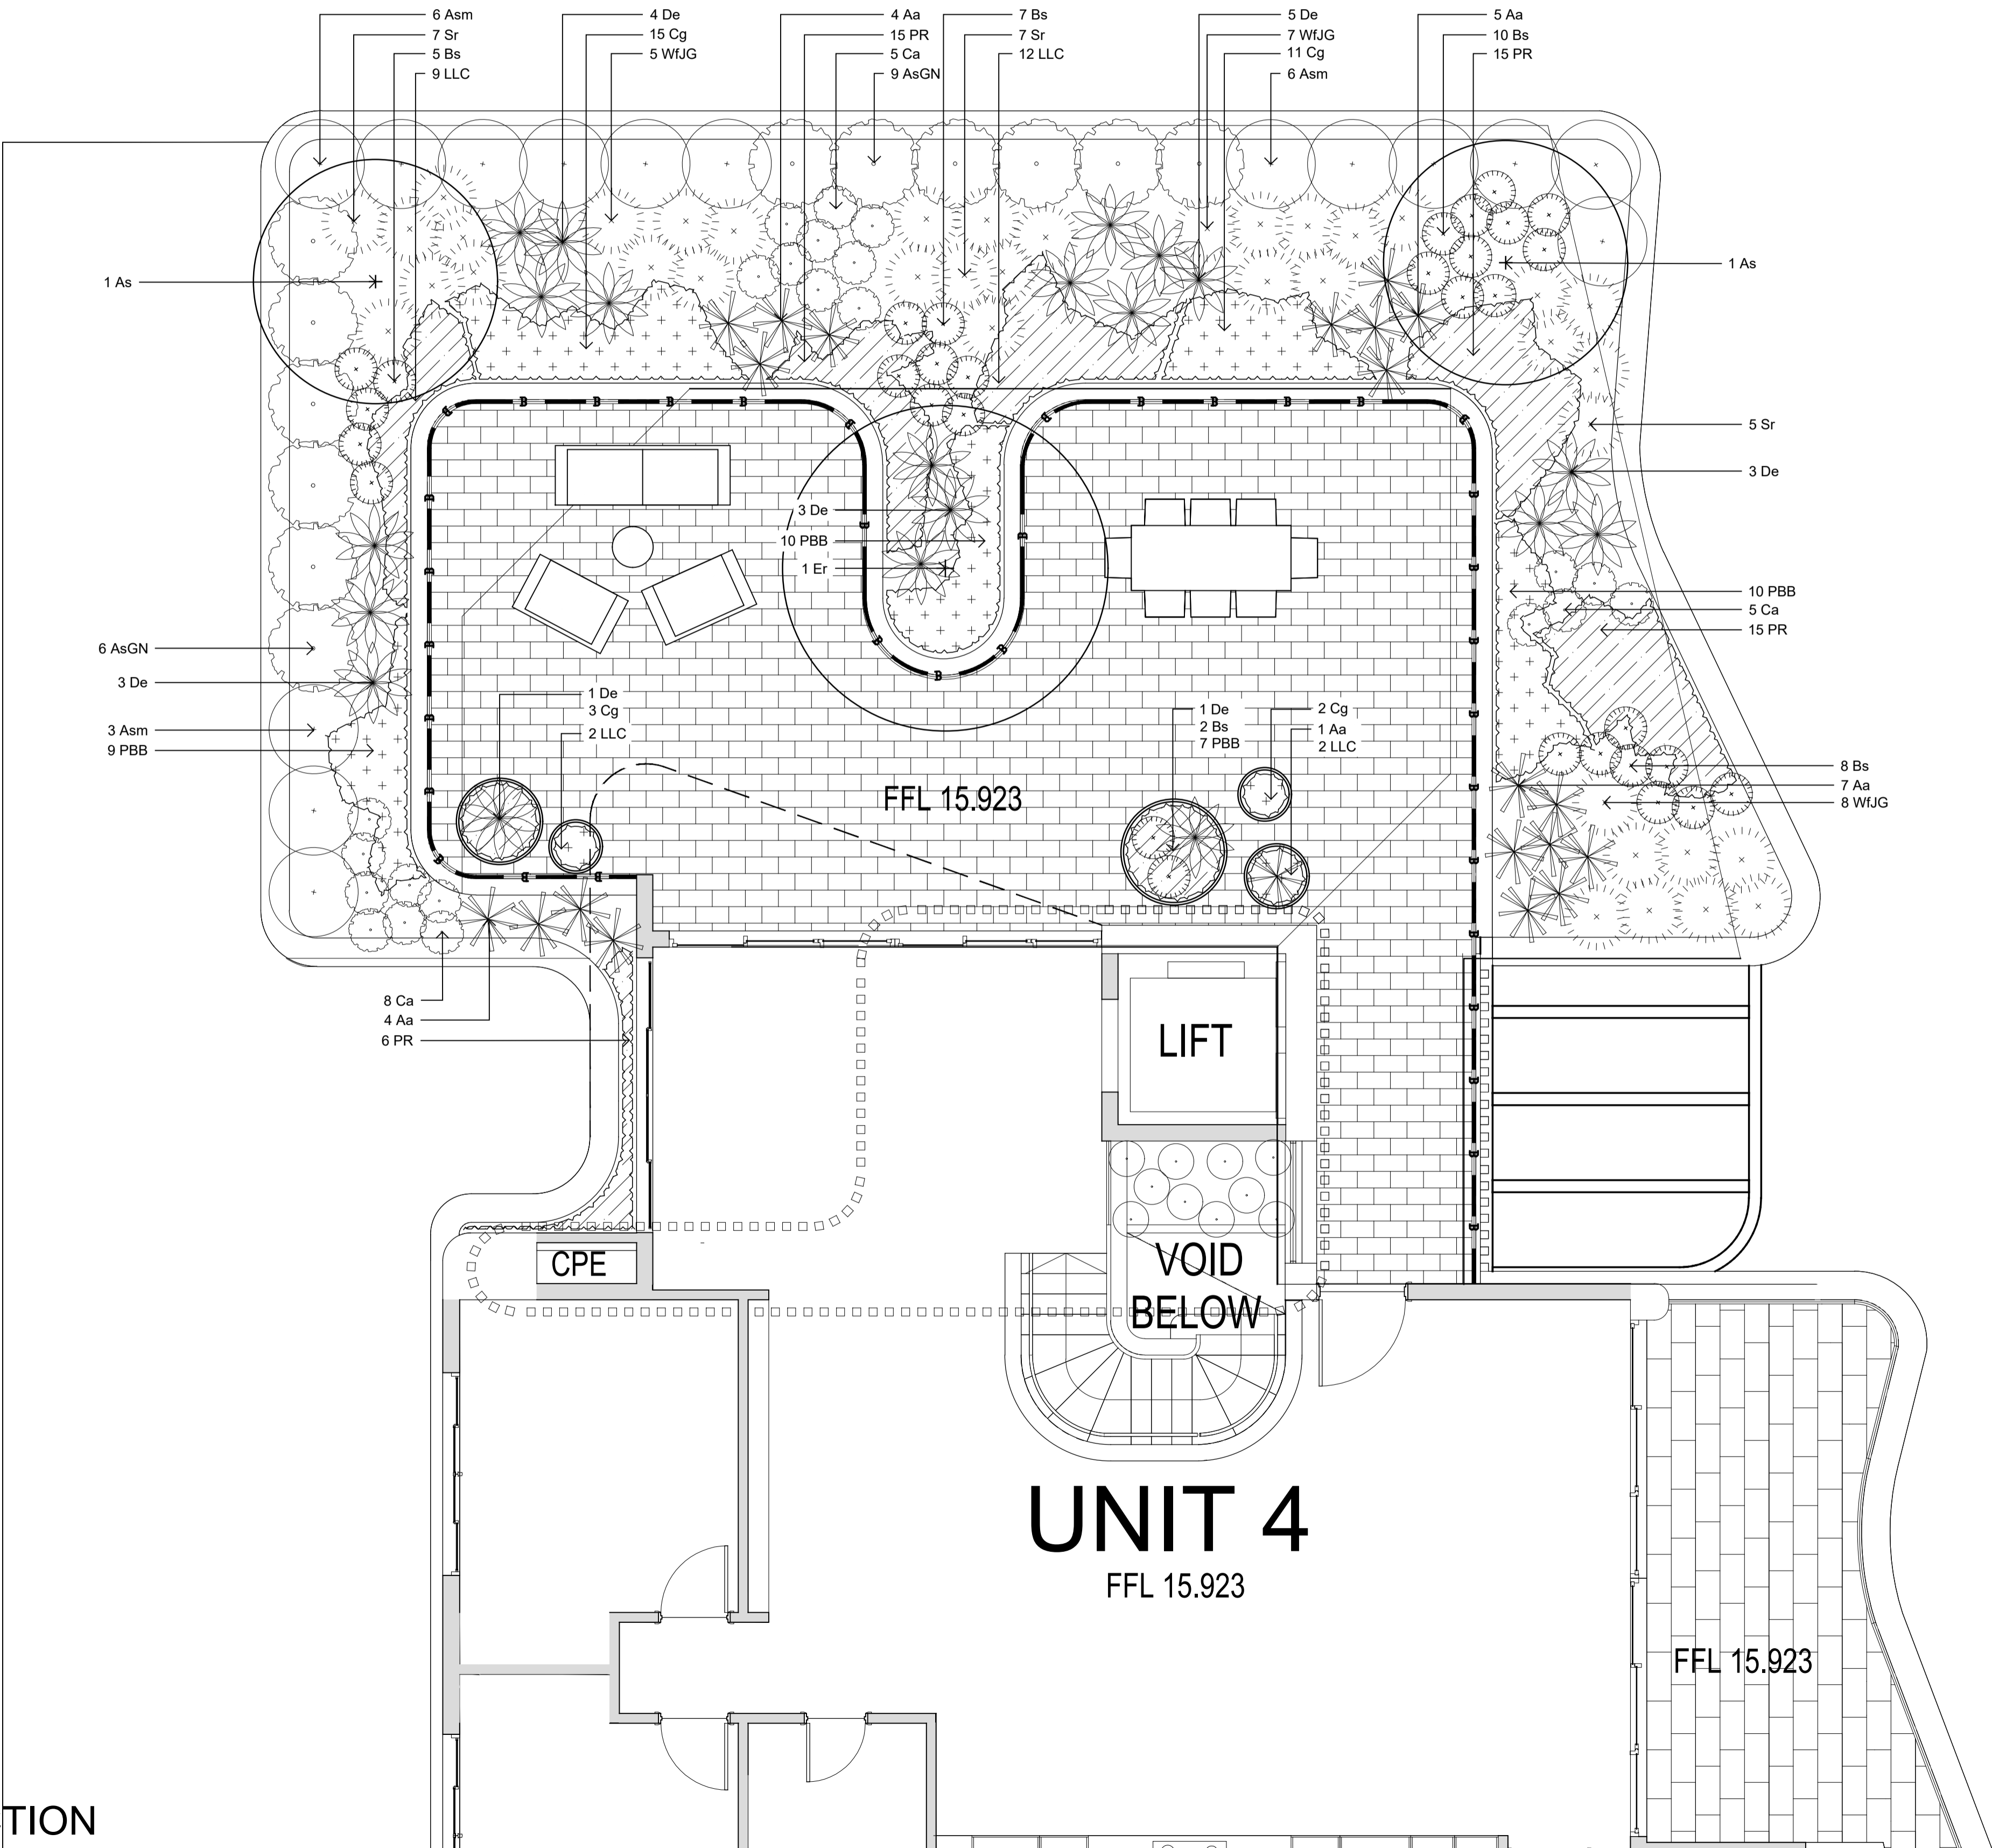 6 Asm
7 Sr
5 Bs
9 LLC
4 De
15 Cg
5 WfJG
4 Aa
15 PR
5 Ca
9 AsGN
7 Bs
7 Sr
12 LLC
5 De
7 WfJG
11 Cg
6 Asm
5 Aa
10 Bs
15 PR
1 As
1 As
5 Sr
3 De
3 De
10 PBB
1 Er
10 PBB
5 Ca
15 PR
6 AsGN
3 De
3 Asm
9 PBB
1 De
3 Cg
2 LLC
1 De
2 Bs
7 PBB
2 Cg
1 Aa
2 LLC
8 Bs
7 Aa
8 WfJG
FFL 15.923
8 Ca
4 Aa
6 PR
LIFT
CPE
VOID
BELOW
UNIT 4
FFL 15.923
FFL 15.923
TION